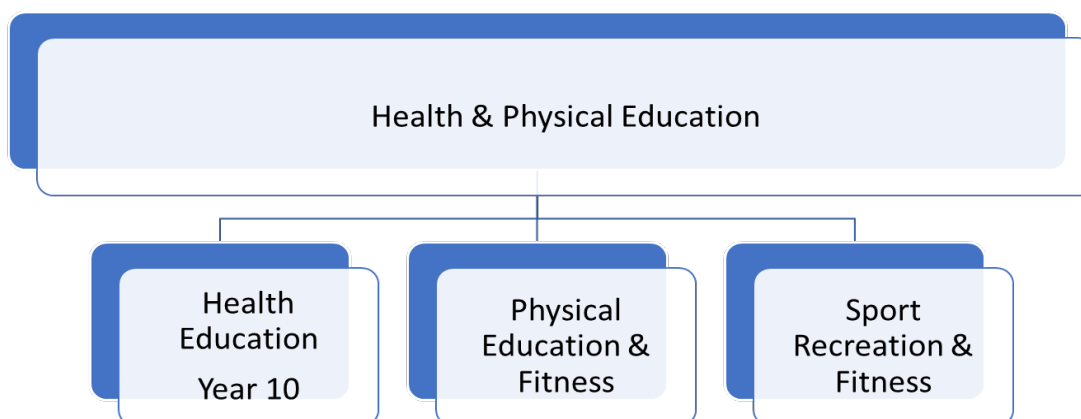 Health & Physical Education
Health
Education
Year 10
Physical
Education &
Fitness
Sport
Recreation &
Fitness